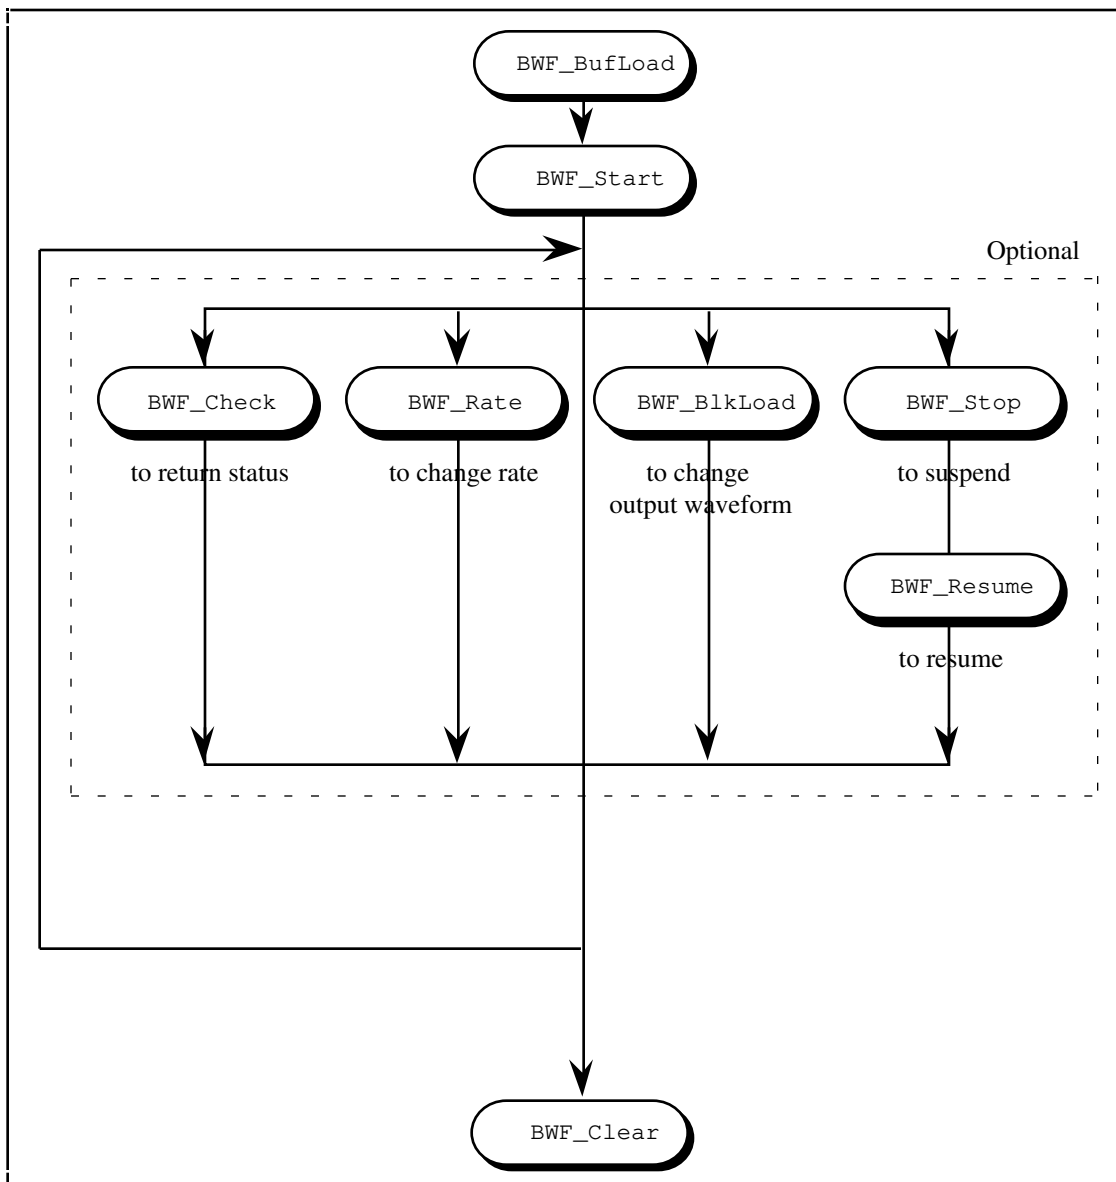 BWF_BufLoad
BWF_Start
Optional
BWF_Check
BWF_Rate
BWF_BlkLoad
BWF_Stop
to return status
to change rate
to change
output waveform
to suspend
BWF_Resume
to resume
BWF_Clear